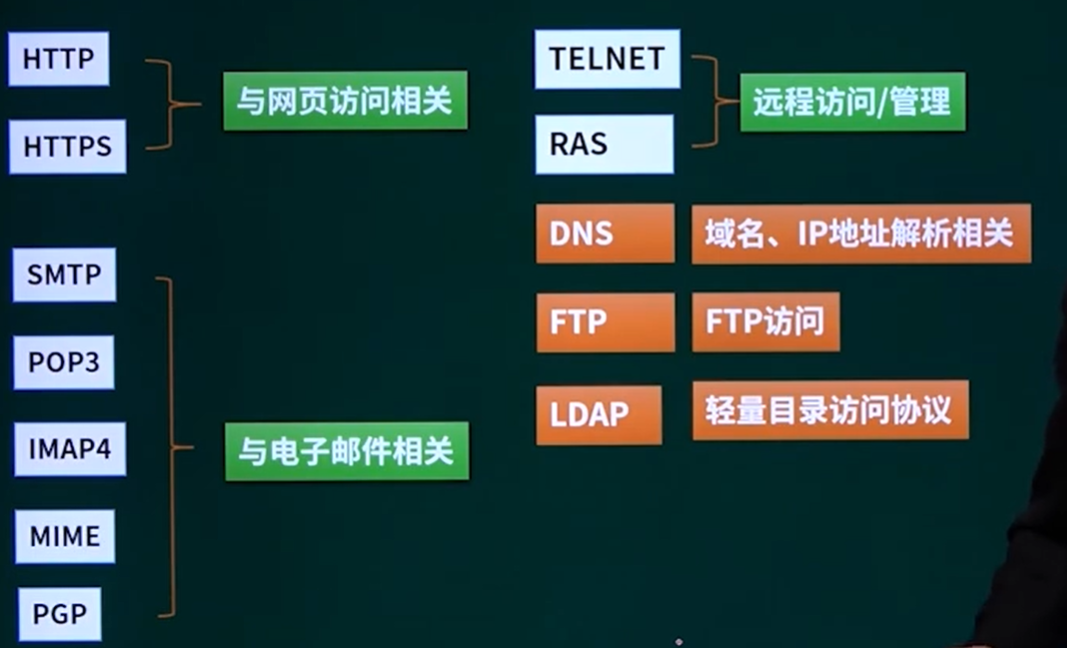 HTTP
HTTPS
与网页访问相关
SMTP
POP3
IMAP4
MIME
PGP
与电子邮件相关
TELNET
RAS
远程访问/管理
DNS
域名、IP地址解析相关
FTP
FTP访问
LDAP
轻量目录访问协议